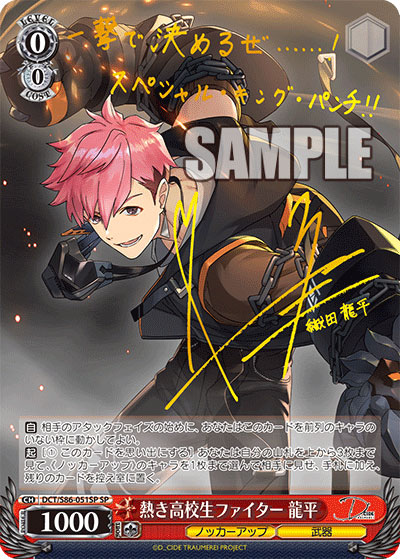 LEVEL
0
0
COST
一撃で決めるぜ……!
スペシャル・キング・パンチ!!
SAMPLE
織田龍平
自 相手のアタックフェイズの始めに、あなたはこのカードを前列のキャラの
いない枠に動かしてよい。
起 [① このカードを思い出にする] あなたは自分の山札を上から3枚まで
見て、《ノッカーアップ》のキャラを1枚まで選んで相手に見せ、手札に加え、
残りのカードを控え室に置く。
CH DCT/S86-051SP SP
1000
熱き高校生ファイター 龍平
ノッカーアップ 武器
©D_CIDE TRAUMEREI PROJECT